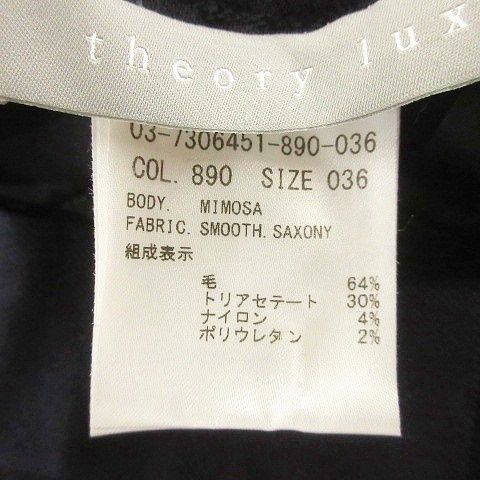 theory lux
03-7306451-890-036
COL. 890 SIZE 036
BODY. MIMOSA
FABRIC. SMOOTH. SAXONY
組成表示
毛 64%
トリアセテート 30%
ナイロン 4%
ポリウレタン 2%